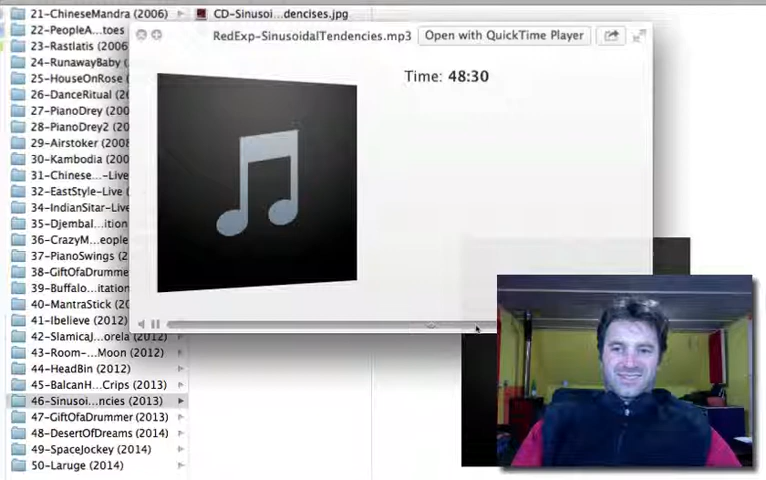 21-ChineseMandra (2006)
CD-Sinusoi...dencises.jpg
RedExp-SinusoidalTendencies.mp3
Open with QuickTime Player
Time: 48:30
22-PeopleA...toes
23-Rastlatis (2006
24-RunawayBaby (
25-HouseOnRose (
26-DanceRitual (
27-PianoDrey (200
28-PianoDrey2 (
29-Airstoker
30-Kambodia (200
31-Chinese...-Live
32-EastStyle-Live (
34-IndianSitar-Live
35-Djembal...ition
36-CrazyM...eople
37-PianoSwings (2
38-GiftOfaDrumme
39-Buffalo...itation
40-MantraStick (20
41-Ibelieve (2012)
42-Slamicaj...orela (2012)
43-Room-...Moon (2012)
44-HeadBin (2012)
45-BalcanH...Crips (2013)
46-Sinusoi...ncies (2013)
47-GiftOfaDrummer (2013)
48-DesertOfDreams (2014)
49-SpaceJockey (2014)
50-Laruge (2014)